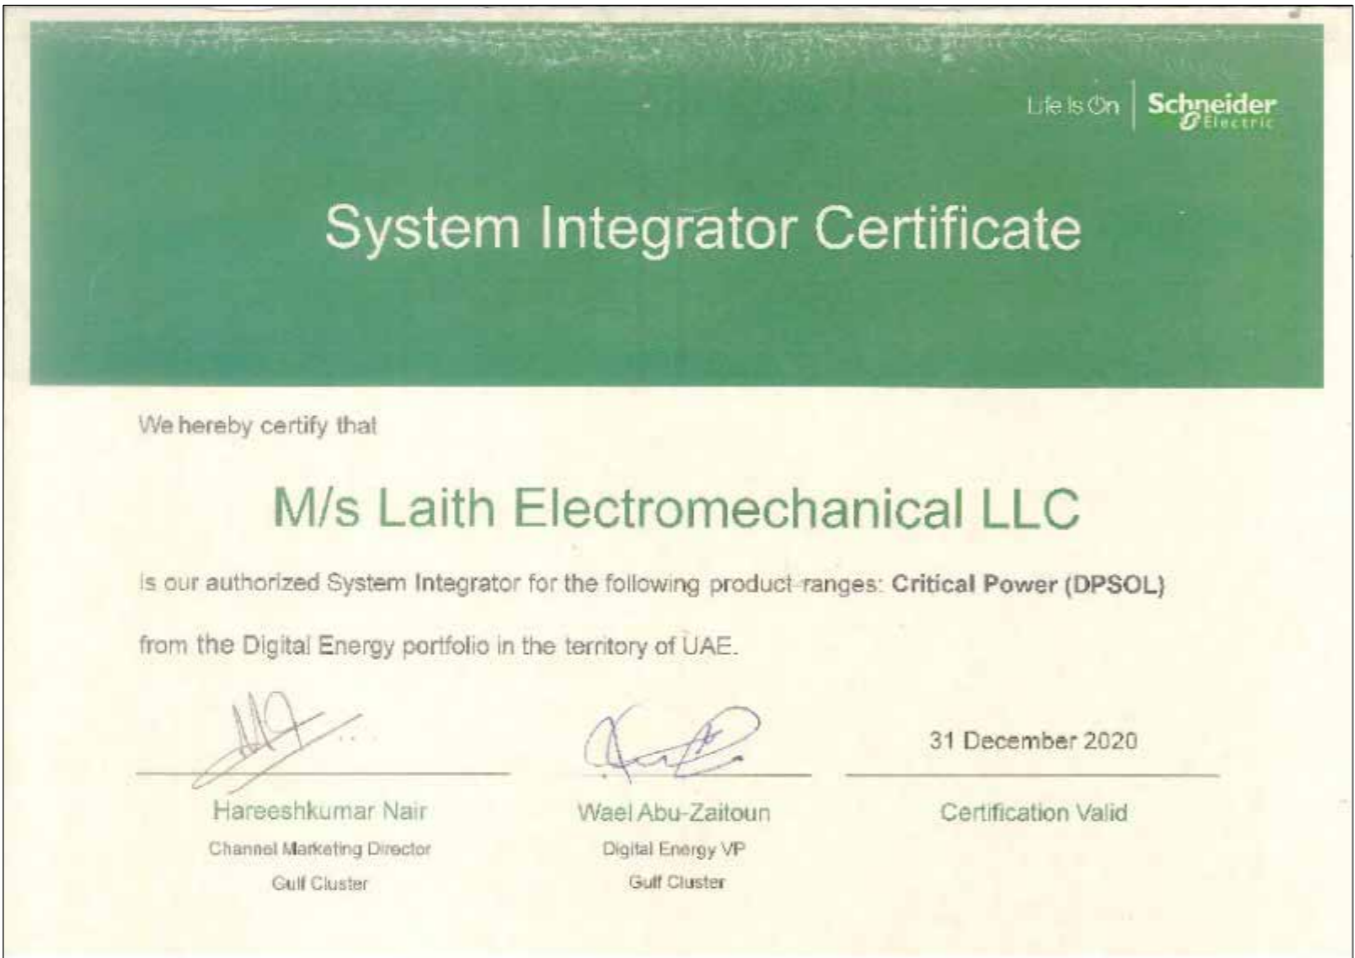 Life Is On | Schneider Electric
System Integrator Certificate
We hereby certify that
M/s Laith Electromechanical LLC
is our authorized System Integrator for the following product ranges: Critical Power (DPSOL)
from the Digital Energy portfolio in the territory of UAE.
31 December 2020
Hareeshkumar Nair Wael Abu-Zaitoun Certification Valid
Channel Marketing Director Digital Energy VP
Gulf Cluster Gulf Cluster